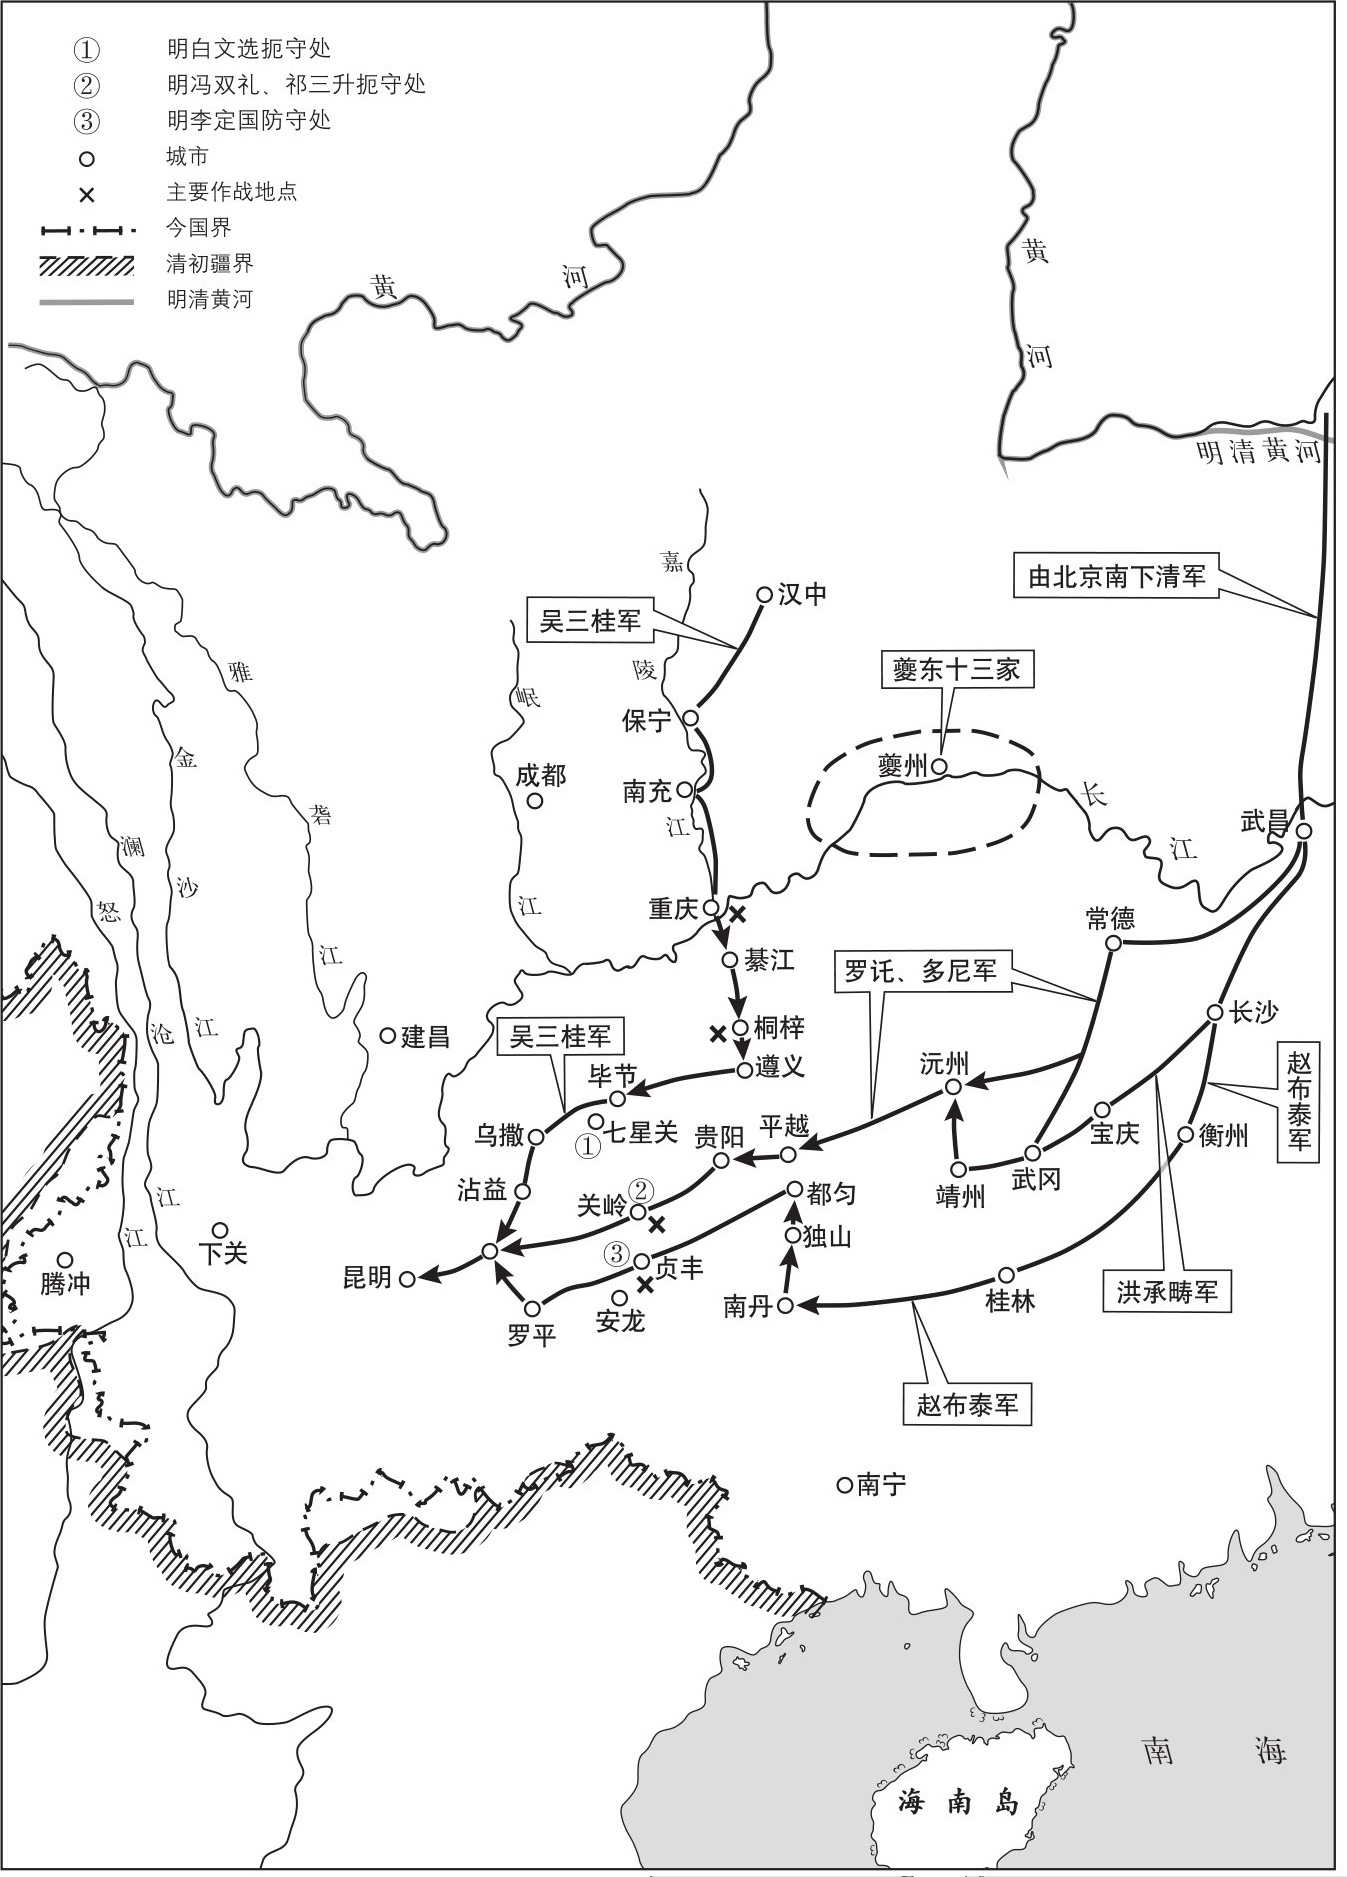 ① 明白文选扼守处
② 明冯双礼、祁三升扼守处
③ 明李定国防守处
城市
主要作战地点
今国界
清初疆界
明清黄河
黄
河
黄
河
明清黄河
嘉
陵
江
由北京南下清军
吴三桂军
汉中
夔东十三家
雅
砻
江
岷
江
保宁
金
沙
江
成都
南充
夔州
长
江
武昌
澜
沧
江
怒
江
重庆
常德
綦江
罗讬、多尼军
长沙
建昌
吴三桂军
桐梓
遵义
沅州
赵布泰军
毕节
乌撒
①
七星关
贵阳
平越
宝庆
衡州
沾益
关岭
②
都匀
靖州
武冈
下关
③
贞丰
独山
腾冲
昆明
安龙
南丹
桂林
洪承畴军
罗平
赵布泰军
南宁
南海
海南岛